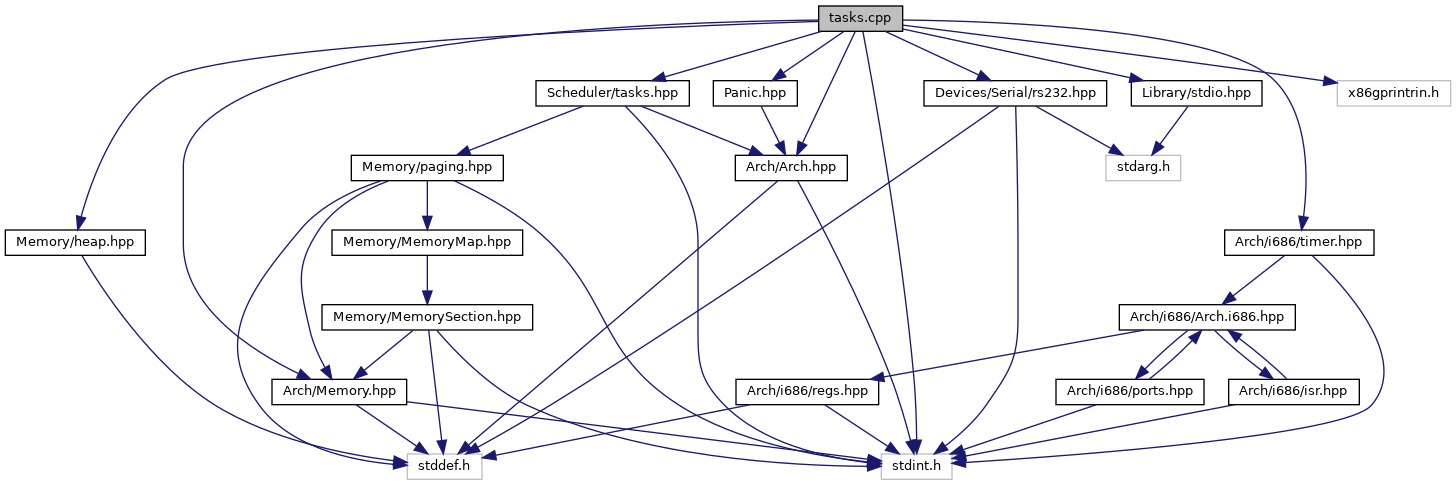 tasks.cpp
Scheduler/tasks.hpp
Panic.hpp
Devices/Serial/rs232.hpp
Library/stdio.hpp
x86gprintrin.h
Memory/paging.hpp
Arch/Arch.hpp
stdarg.h
Memory/heap.hpp
Memory/MemoryMap.hpp
Arch/i686/timer.hpp
Memory/MemorySection.hpp
Arch/i686/Arch.i686.hpp
Arch/Memory.hpp
Arch/i686/regs.hpp
Arch/i686/ports.hpp
Arch/i686/isr.hpp
stddef.h
stdint.h